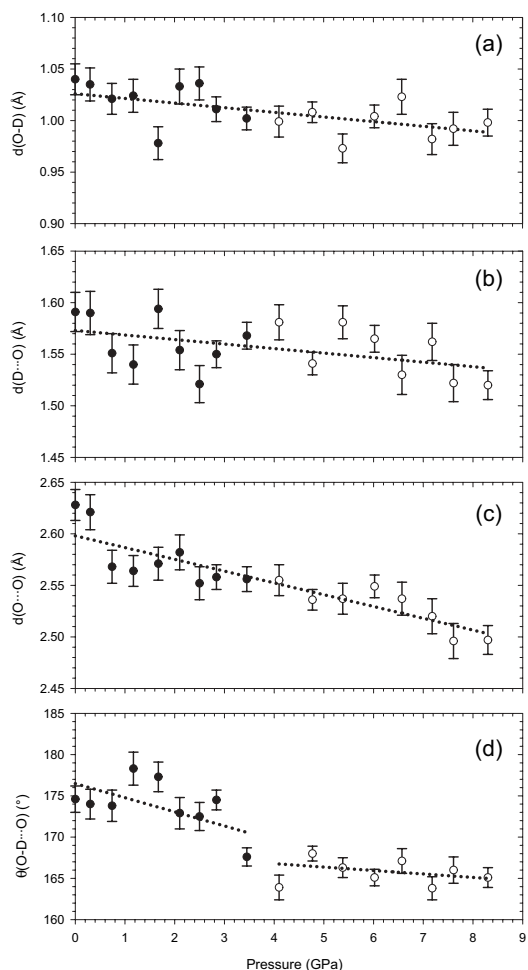 1.10
(a)
1.05
1.00
0.95
0.90
d(O-D) (Å)
1.65
(b)
1.60
1.55
1.50
1.45
d(D···O) (Å)
2.65
(c)
2.60
2.55
2.50
2.45
d(O···O) (Å)
185
(d)
180
175
170
165
160
θ(O-D···O) (°)
0 1 2 3 4 5 6 7 8 9
Pressure (GPa)